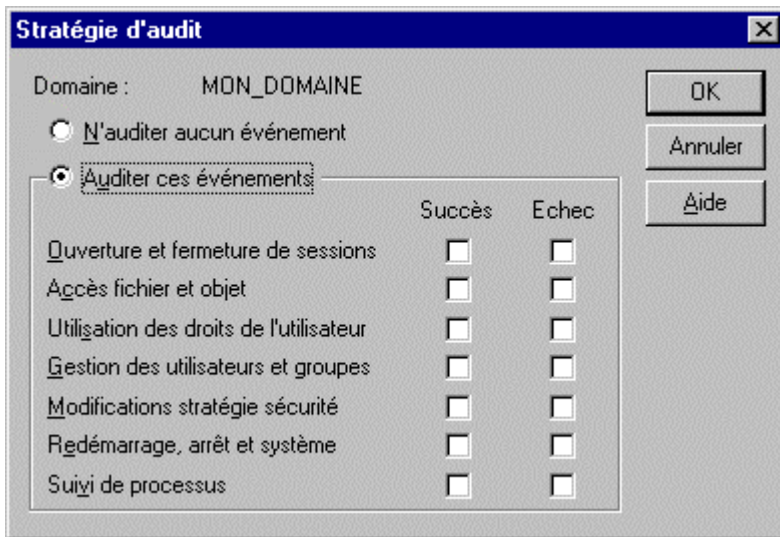 Stratégie d'audit
Domaine : MON_DOMAINE
N'auditer aucun événement
Auditer ces événements
Succès Echec
Ouverture et fermeture de sessions
Accès fichier et objet
Utilisation des droits de l'utilisateur
Gestion des utilisateurs et groupes
Modifications stratégie sécurité
Redémarrage, arrêt et système
Suivi de processus
OK
Annuler
Aide